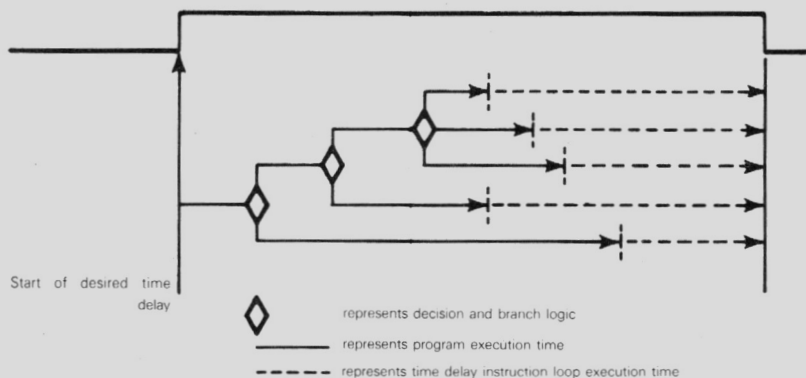 Start of desired time
delay
represents decision and branch logic
represents program execution time
represents time delay instruction loop execution time